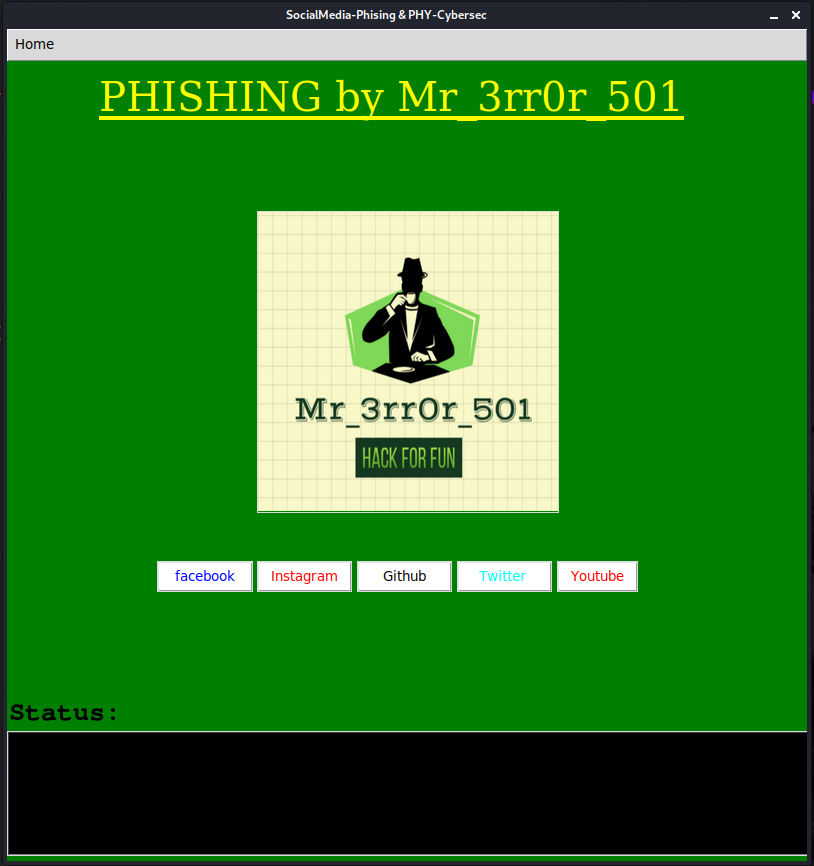 SocialMedia-Phising & PHY-Cybersec
Home
PHISHING by Mr_3rr0r_501
Mr_3rr0r_501
HACK FOR FUN
facebook Instagram Github Twitter Youtube
Status: